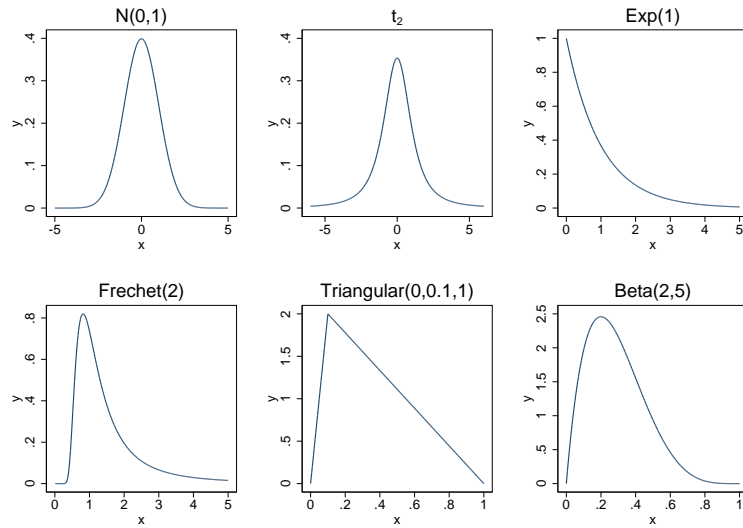 N(0,1)
y
0 .1 .2 .3 .4
-5 0 5
x
t2
y
0 .1 .2 .3 .4
-5 0 5
x
Exp(1)
y
0 .2 .4 .6 .8 1
0 1 2 3 4 5
x
Frechet(2)
y
0 .2 .4 .6 .8
0 1 2 3 4 5
x
Triangular(0,0.1,1)
y
0 .5 1 1.5 2
0 .2 .4 .6 .8 1
x
Beta(2,5)
y
0 .5 1 1.5 2 2.5
0 .2 .4 .6 .8 1
x